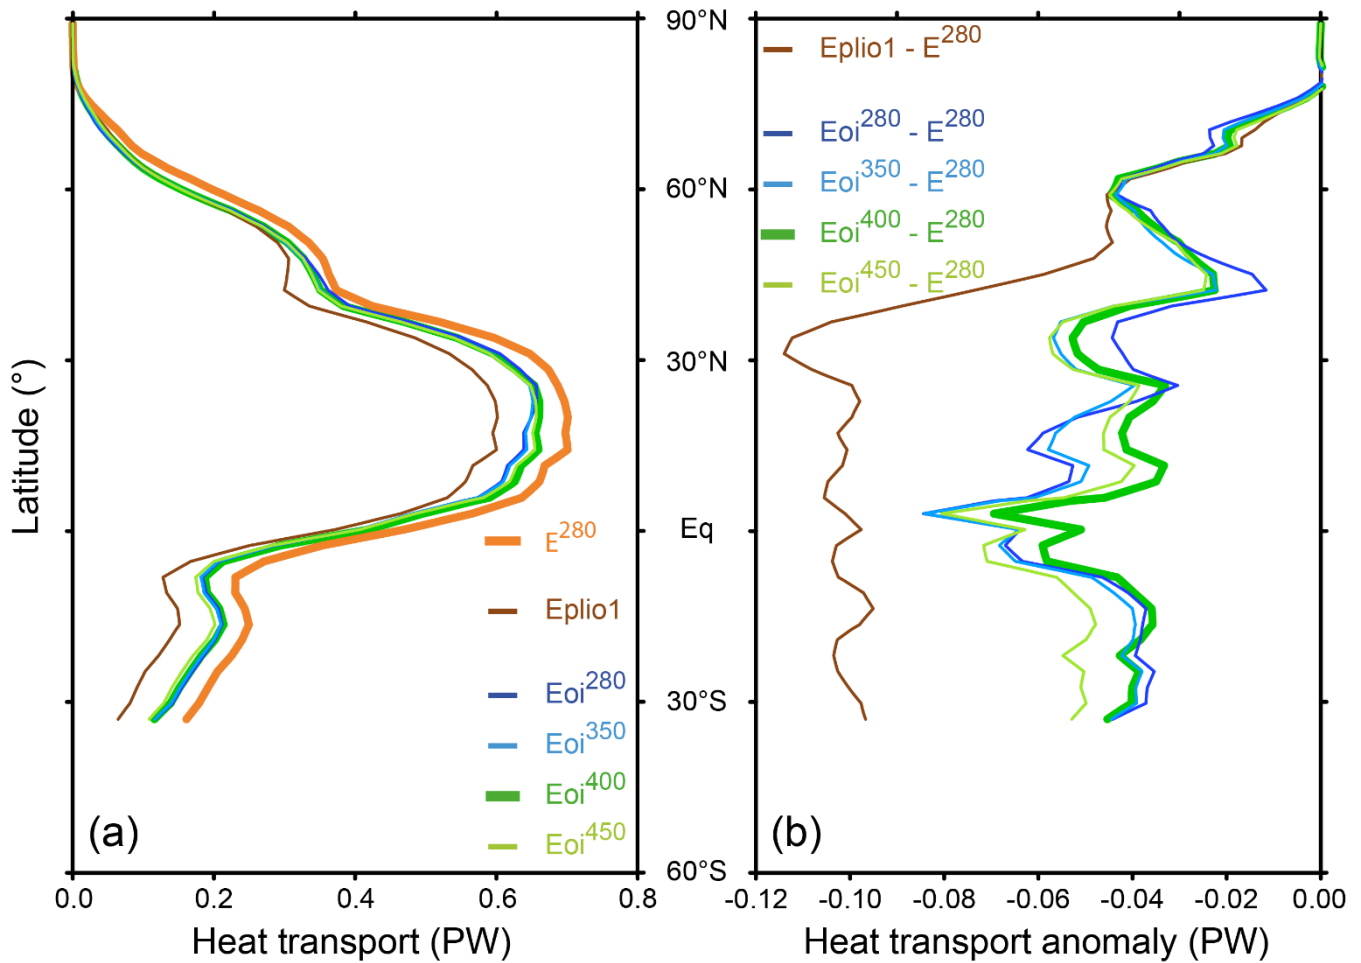 Latitude (°)
E²⁸⁰
Eplio1
Eoi²⁸⁰
Eoi³⁵⁰
Eoi⁴⁰⁰
Eoi⁴⁵⁰
(a)
0.0 0.2 0.4 0.6 0.8
Heat transport (PW)
90°N
60°N
30°N
Eq
30°S
60°S
Eplio1 - E²⁸⁰
Eoi²⁸⁰ - E²⁸⁰
Eoi³⁵⁰ - E²⁸⁰
Eoi⁴⁰⁰ - E²⁸⁰
Eoi⁴⁵⁰ - E²⁸⁰
(b)
-0.12 -0.10 -0.08 -0.06 -0.04 -0.02 0.00
Heat transport anomaly (PW)